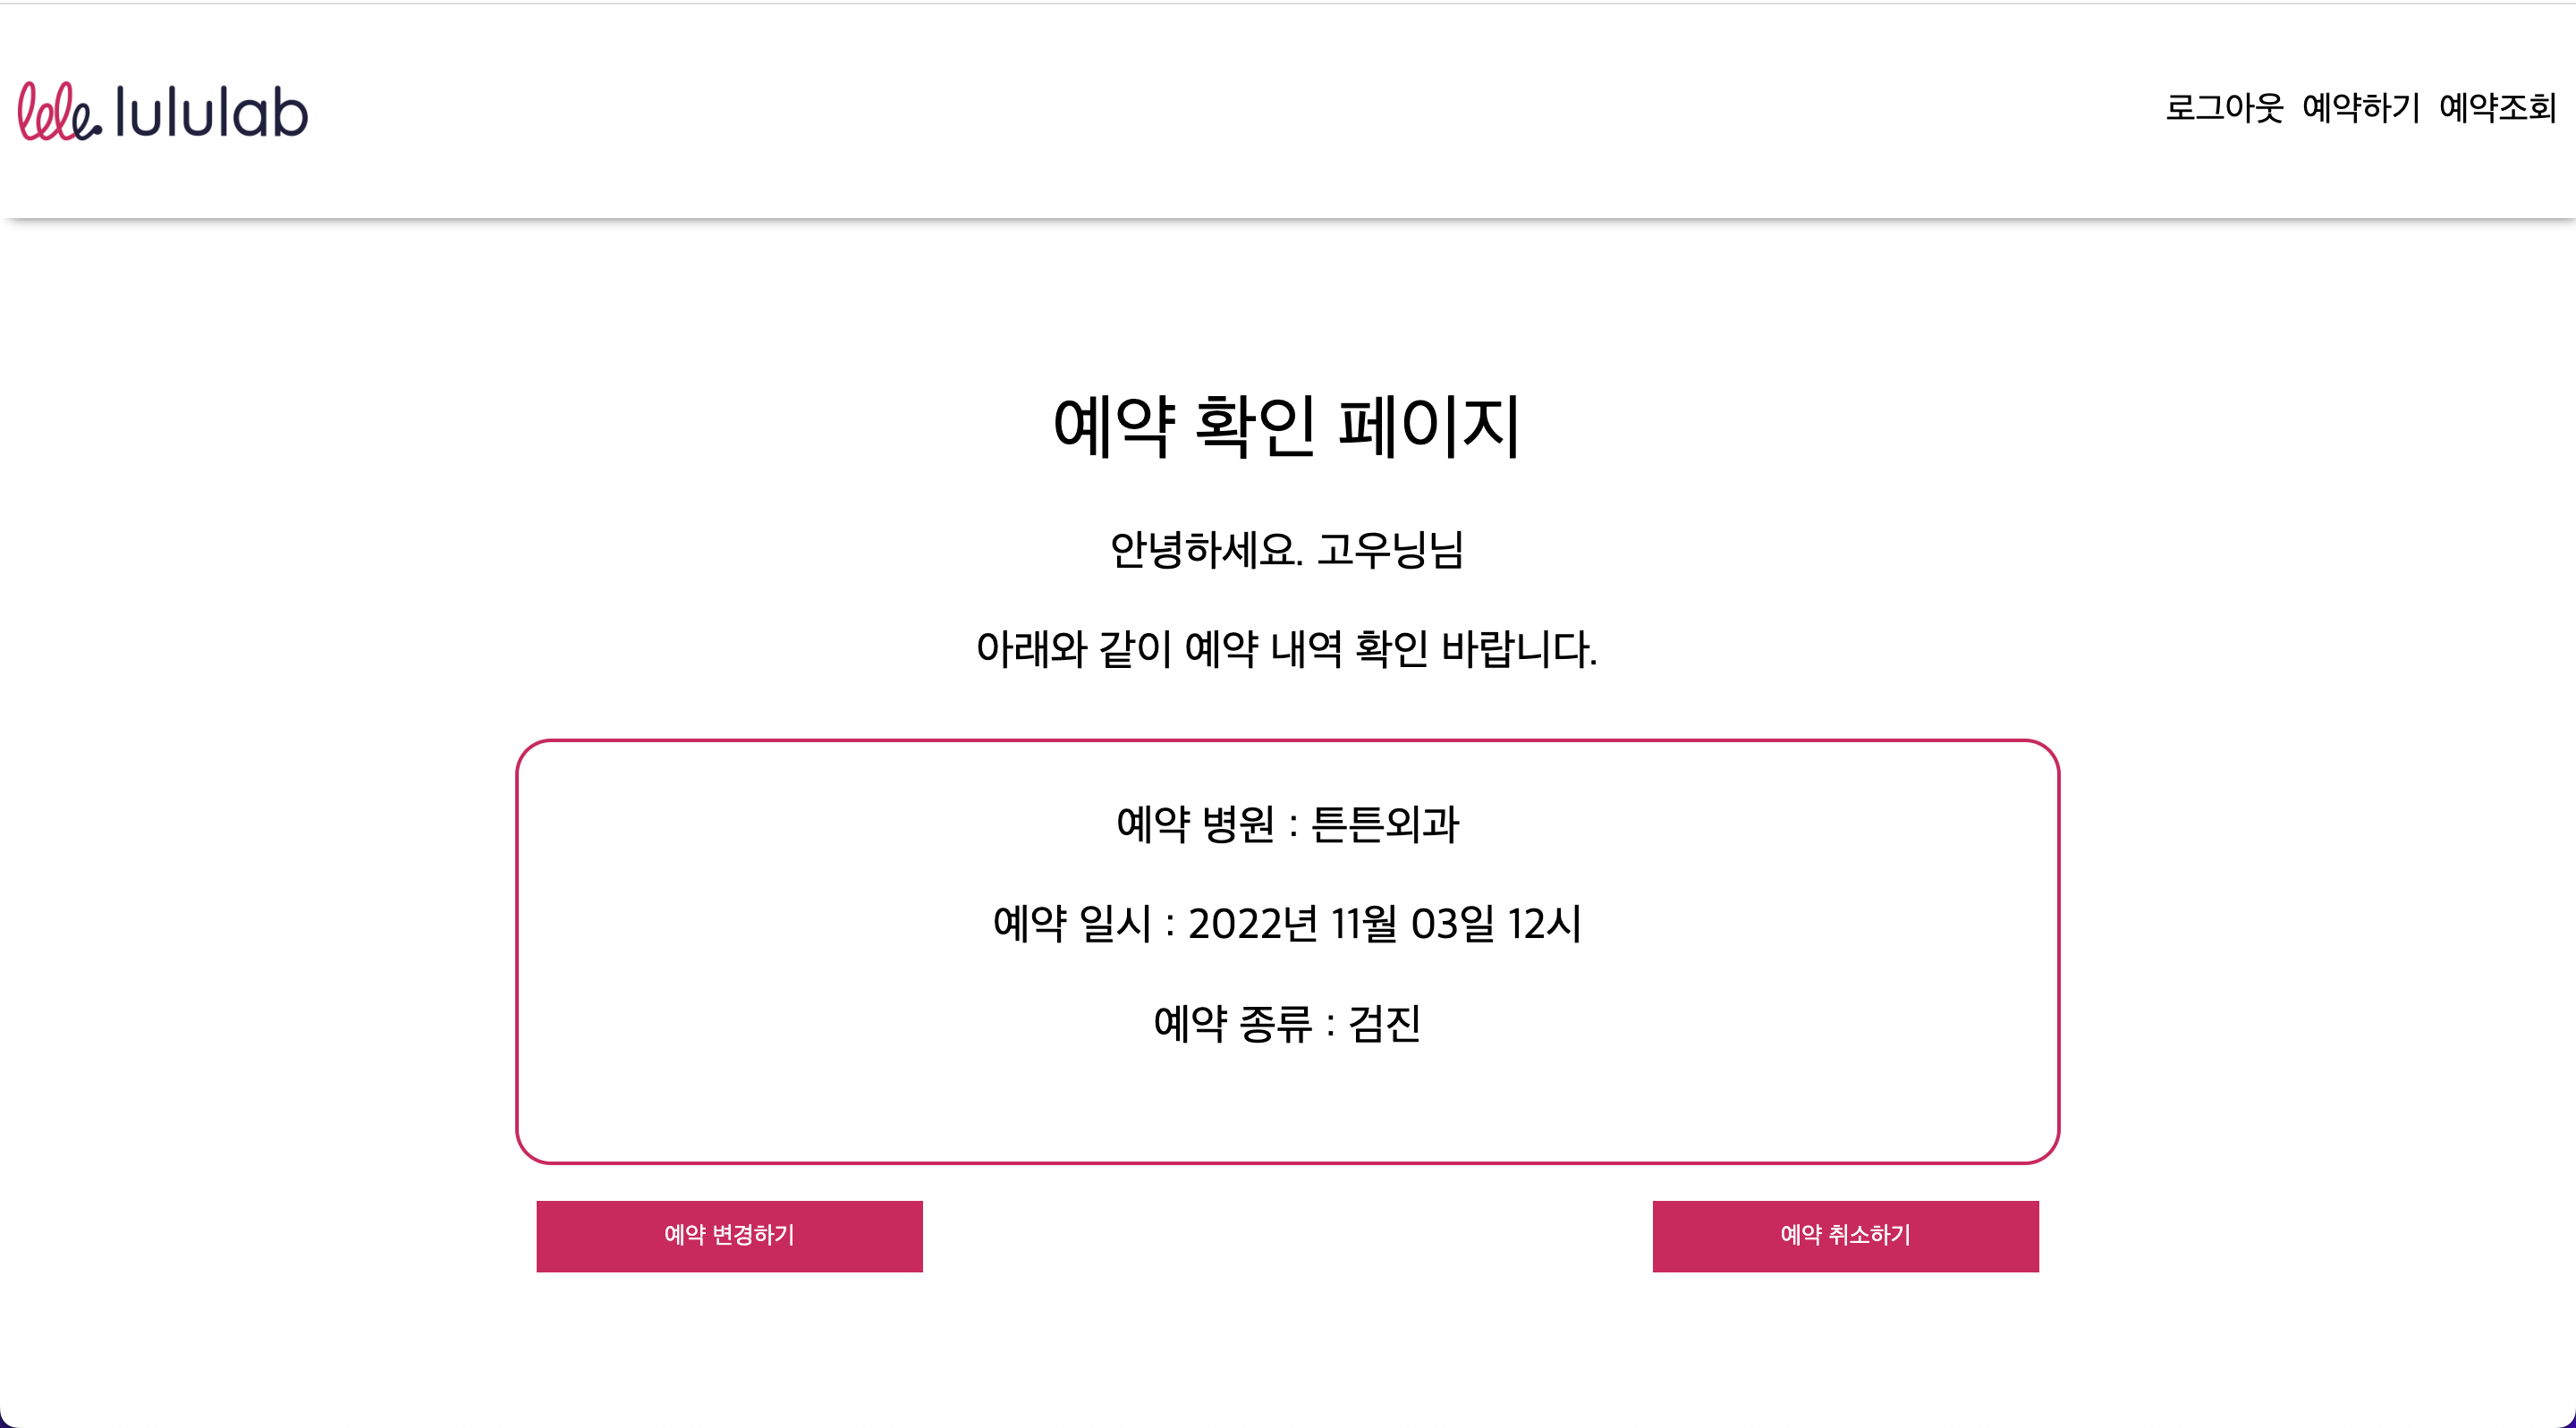 lele. lululab
로그아웃 예약하기 예약조회
예약 확인 페이지
안녕하세요. 고우닝님
아래와 같이 예약 내역 확인 바랍니다.
예약 병원 : 튼튼외과
예약 일시 : 2022년 11월 03일 12시
예약 종류 : 검진
예약 변경하기
예약 취소하기